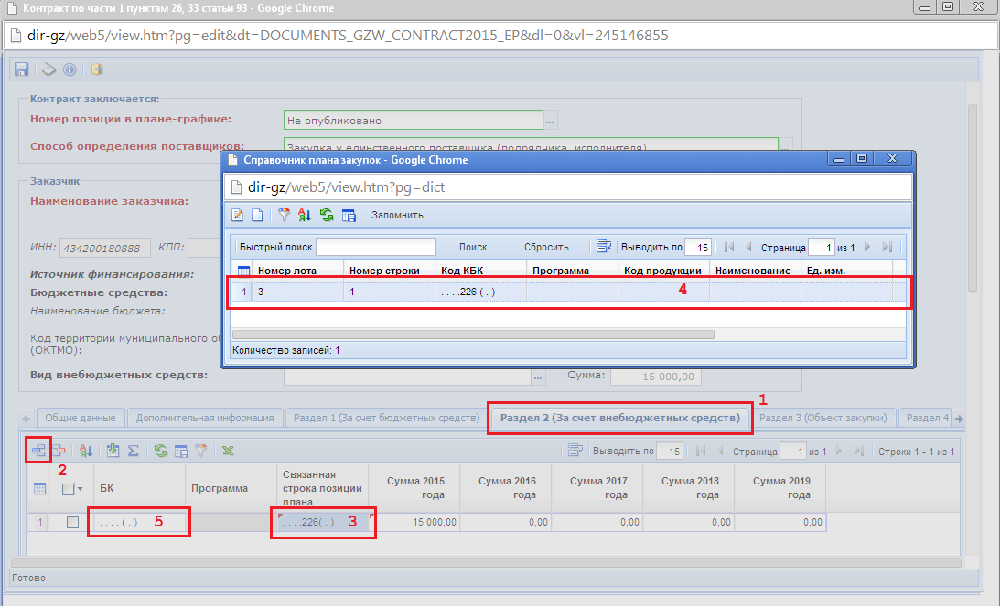 Контракт по части 1 пунктам 26, 33 статьи 93 - Google Chrome
dir-gz/web5/view.htm?pg=edit&dt=DOCUMENTS_GZW_CONTRACT2015_EP&dl=0&vl=245146855
Контракт заключается:
Номер позиции в плане-графике: Не опубликовано ...
Способ определения поставщиков: Закупка у единственного поставщика (подрядчика, исполнителя) ...
Справочник плана закупок - Google Chrome
dir-gz/web5/view.htm?pg=dict
Запомнить
Быстрый поиск Поиск Сбросить Выводить по 15 Страница 1 из 1
Номер лота Номер строки Код КБК Программа Код продукции Наименование Ед. изм.
1 3 1 . . . .226 ( . ) 4
Количество записей: 1
Заказчик
Наименование заказчика:
ИНН: 434200180888 КПП:
Источник финансирования:
Бюджетные средства:
Наименование бюджета:
Код территории муниципального об
(ОКТМО):
Вид внебюджетных средств: ... Сумма: 15 000,00
1
Общие данные Дополнительная информация Раздел 1 (За счет бюджетных средств) Раздел 2 (За счет внебюджетных средств) Раздел 3 (Объект закупки) Раздел 4
Выводить по 15 Страница 1 из 1 Строки 1 - 1 из 1
2
БК Программа Связанная строка позиции плана Сумма 2015 года Сумма 2016 года Сумма 2017 года Сумма 2018 года Сумма 2019 года
1 . . . . ( . ) 5 . . . .226( . ) 3 15 000,00 0,00 0,00 0,00 0,00
Готово